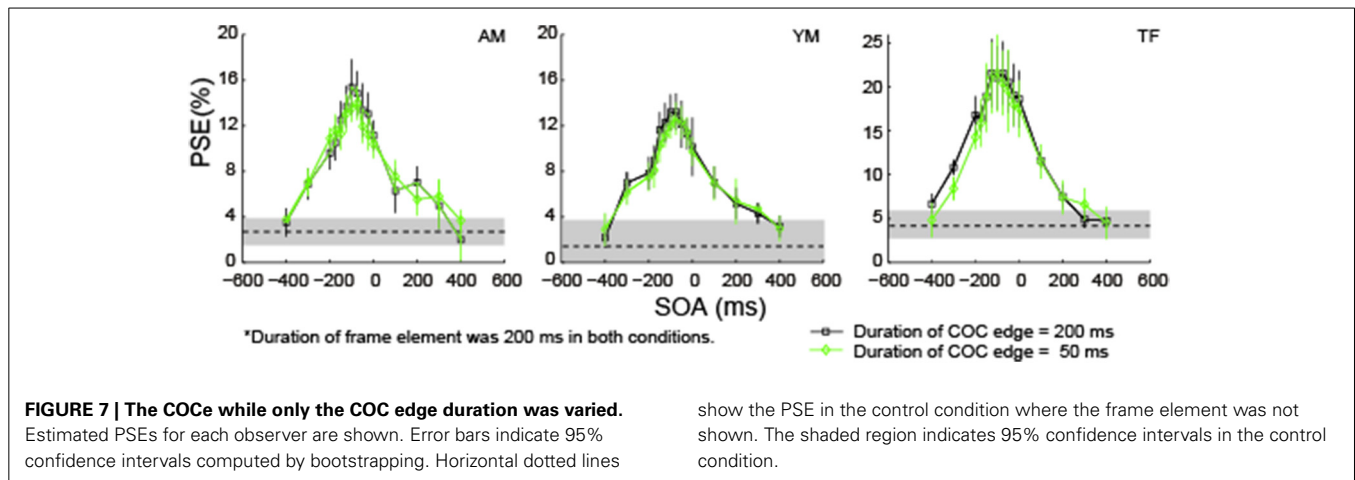 AM
YM
TF
20
16
12
8
4
0
20
16
12
8
4
0
25
20
15
10
5
0
PSE(%)
−600 −400 −200 0 200 400 600
−600 −400 −200 0 200 400 600
−600 −400 −200 0 200 400 600
SOA (ms)
*Duration of frame element was 200 ms in both conditions.
Duration of COC edge = 200 ms
Duration of COC edge = 50 ms
FIGURE 7 | The COCe while only the COC edge duration was varied.
Estimated PSEs for each observer are shown. Error bars indicate 95%
confidence intervals computed by bootstrapping. Horizontal dotted lines
show the PSE in the control condition where the frame element was not
shown. The shaded region indicates 95% confidence intervals in the control
condition.